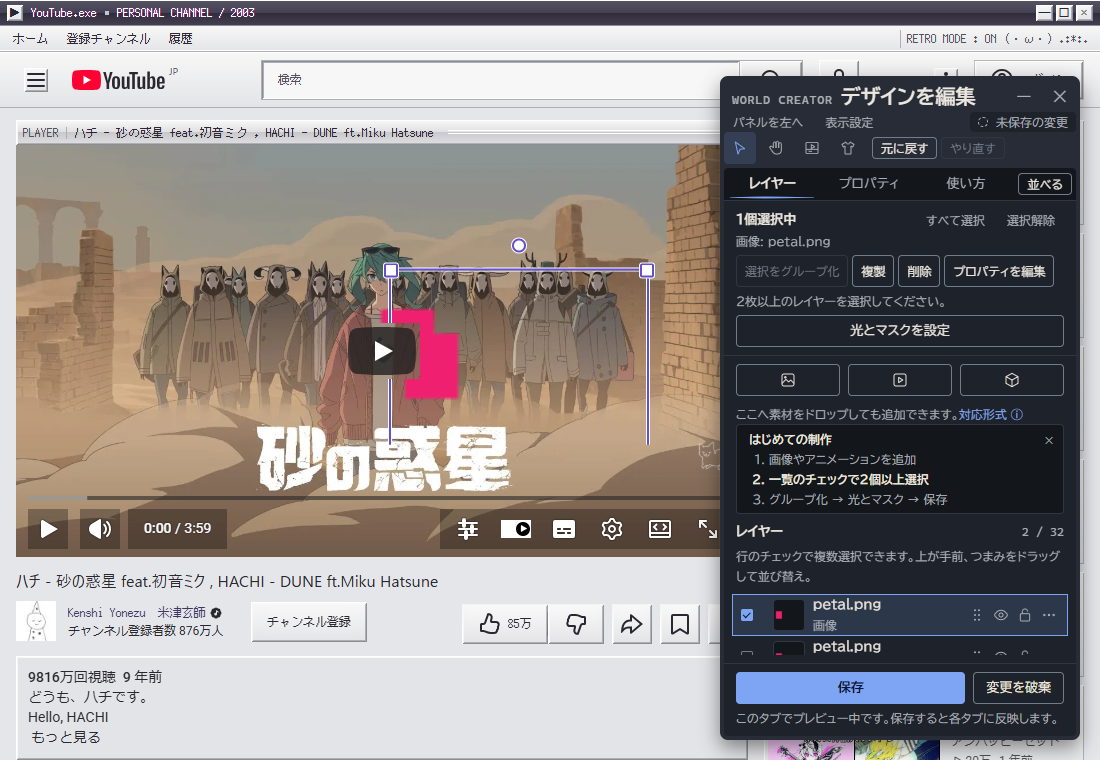 YouTube.exe ▪ PERSONAL CHANNEL / 2003
ホーム 登録チャンネル 履歴
RETRO MODE : ON (・ω・) .:*:.
YouTube JP
検索
WORLD CREATOR デザインを編集
パネルを左へ 表示設定 未保存の変更
元に戻す やり直す
レイヤー プロパティ 使い方 並べる
1個選択中 すべて選択 選択解除
画像: petal.png
選択をグループ化 複製 削除 プロパティを編集
2枚以上のレイヤーを選択してください。
光とマスクを設定
ここへ素材をドロップしても追加できます。対応形式 ⓘ
はじめての制作
1. 画像やアニメーションを追加
2. 一覧のチェックで2個以上選択
3. グループ化 → 光とマスク → 保存
レイヤー 2 / 32
行のチェックで複数選択できます。上が手前、つまみをドラッグ
して並び替え。
petal.png
画像
petal.png
保存 変更を破棄
このタブでプレビュー中です。保存すると各タブに反映します。
PLAYER ハチ - 砂の惑星 feat.初音ミク , HACHI - DUNE ft.Miku Hatsune
砂の惑星
0:00 / 3:59
ハチ - 砂の惑星 feat.初音ミク , HACHI - DUNE ft.Miku Hatsune
Kenshi Yonezu 米津玄師
チャンネル登録者数 876万人
チャンネル登録
85万
9816万回視聴 9 年前
どうも、ハチです。
Hello, HACHI
もっと見る